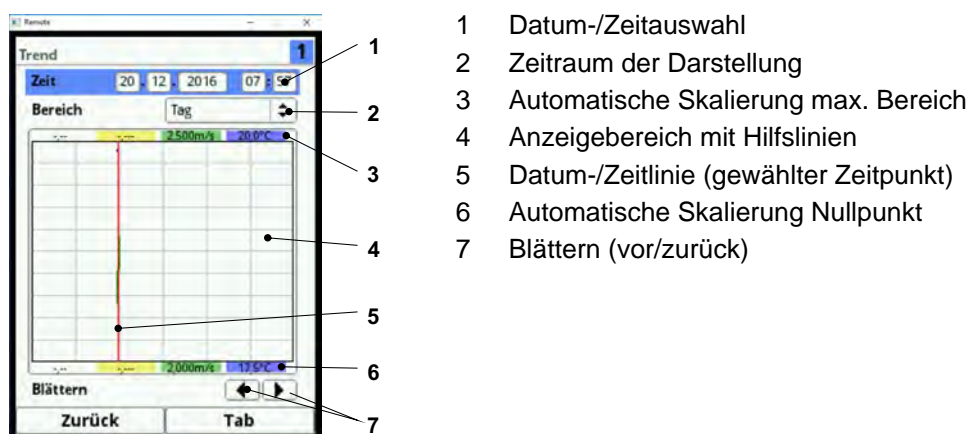 Remote
Trend 1
Zeit 20 . 12 . 2016 07 : 57
Bereich Tag
-,-- -,--- 2,500m/s 20,0°C
-,-- -,--- 2,000m/s 17,5°C
Blättern
Zurück Tab
1
2
3
4
5
6
7
1 Datum-/Zeitauswahl
2 Zeitraum der Darstellung
3 Automatische Skalierung max. Bereich
4 Anzeigebereich mit Hilfslinien
5 Datum-/Zeitlinie (gewählter Zeitpunkt)
6 Automatische Skalierung Nullpunkt
7 Blättern (vor/zurück)